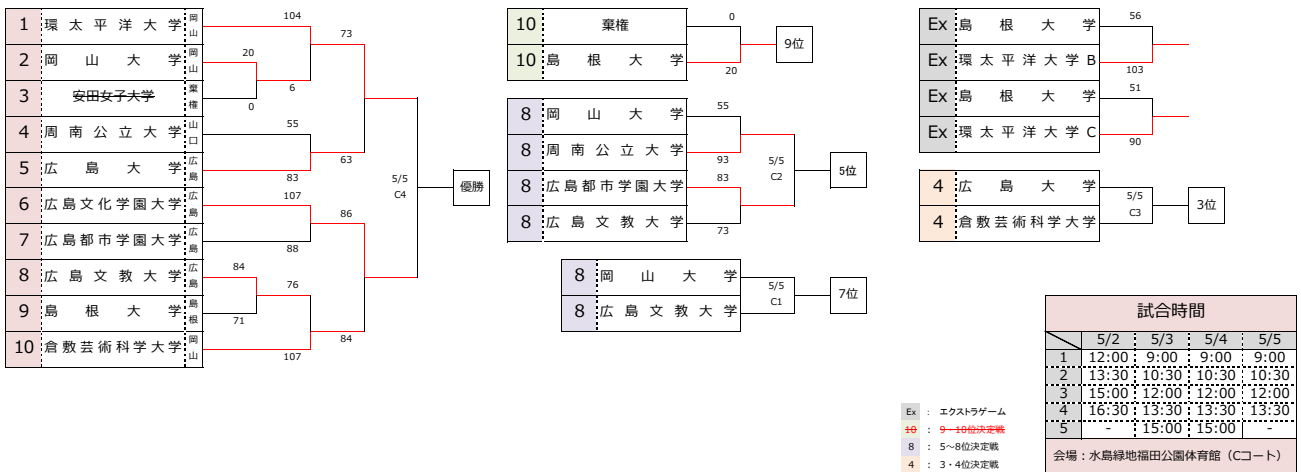 1 環太平洋大学 岡山
2 岡山大学 岡山
3 安田女子大学 棄権
4 周南公立大学 山口
5 広島大学 広島
6 広島文化学園大学 広島
7 広島都市学園大学 広島
8 広島文教大学 広島
9 島根大学 島根
10 倉敷芸術科学大学 岡山
104
20
0
6
73
55
83
63
107
88
86
84
71
76
107
84
5/5
C4
優勝
10 棄権 0
10 島根大学 20
9位
8 岡山大学 55
8 周南公立大学 93
8 広島都市学園大学 83
8 広島文教大学 73
5/5
C2
5位
8 岡山大学
8 広島文教大学
5/5
C1
7位
Ex 島根大学 56
Ex 環太平洋大学B 103
Ex 島根大学 51
Ex 環太平洋大学C 90
4 広島大学
4 倉敷芸術科学大学
5/5
C3
3位
Ex : エクストラゲーム
10 : 9・10位決定戦
8 : 5~8位決定戦
4 : 3・4位決定戦
試合時間
5/2 5/3 5/4 5/5
1 12:00 9:00 9:00 9:00
2 13:30 10:30 10:30 10:30
3 15:00 12:00 12:00 12:00
4 16:30 13:30 13:30 13:30
5 - 15:00 15:00 -
会場:水島緑地福田公園体育館(Cコート)